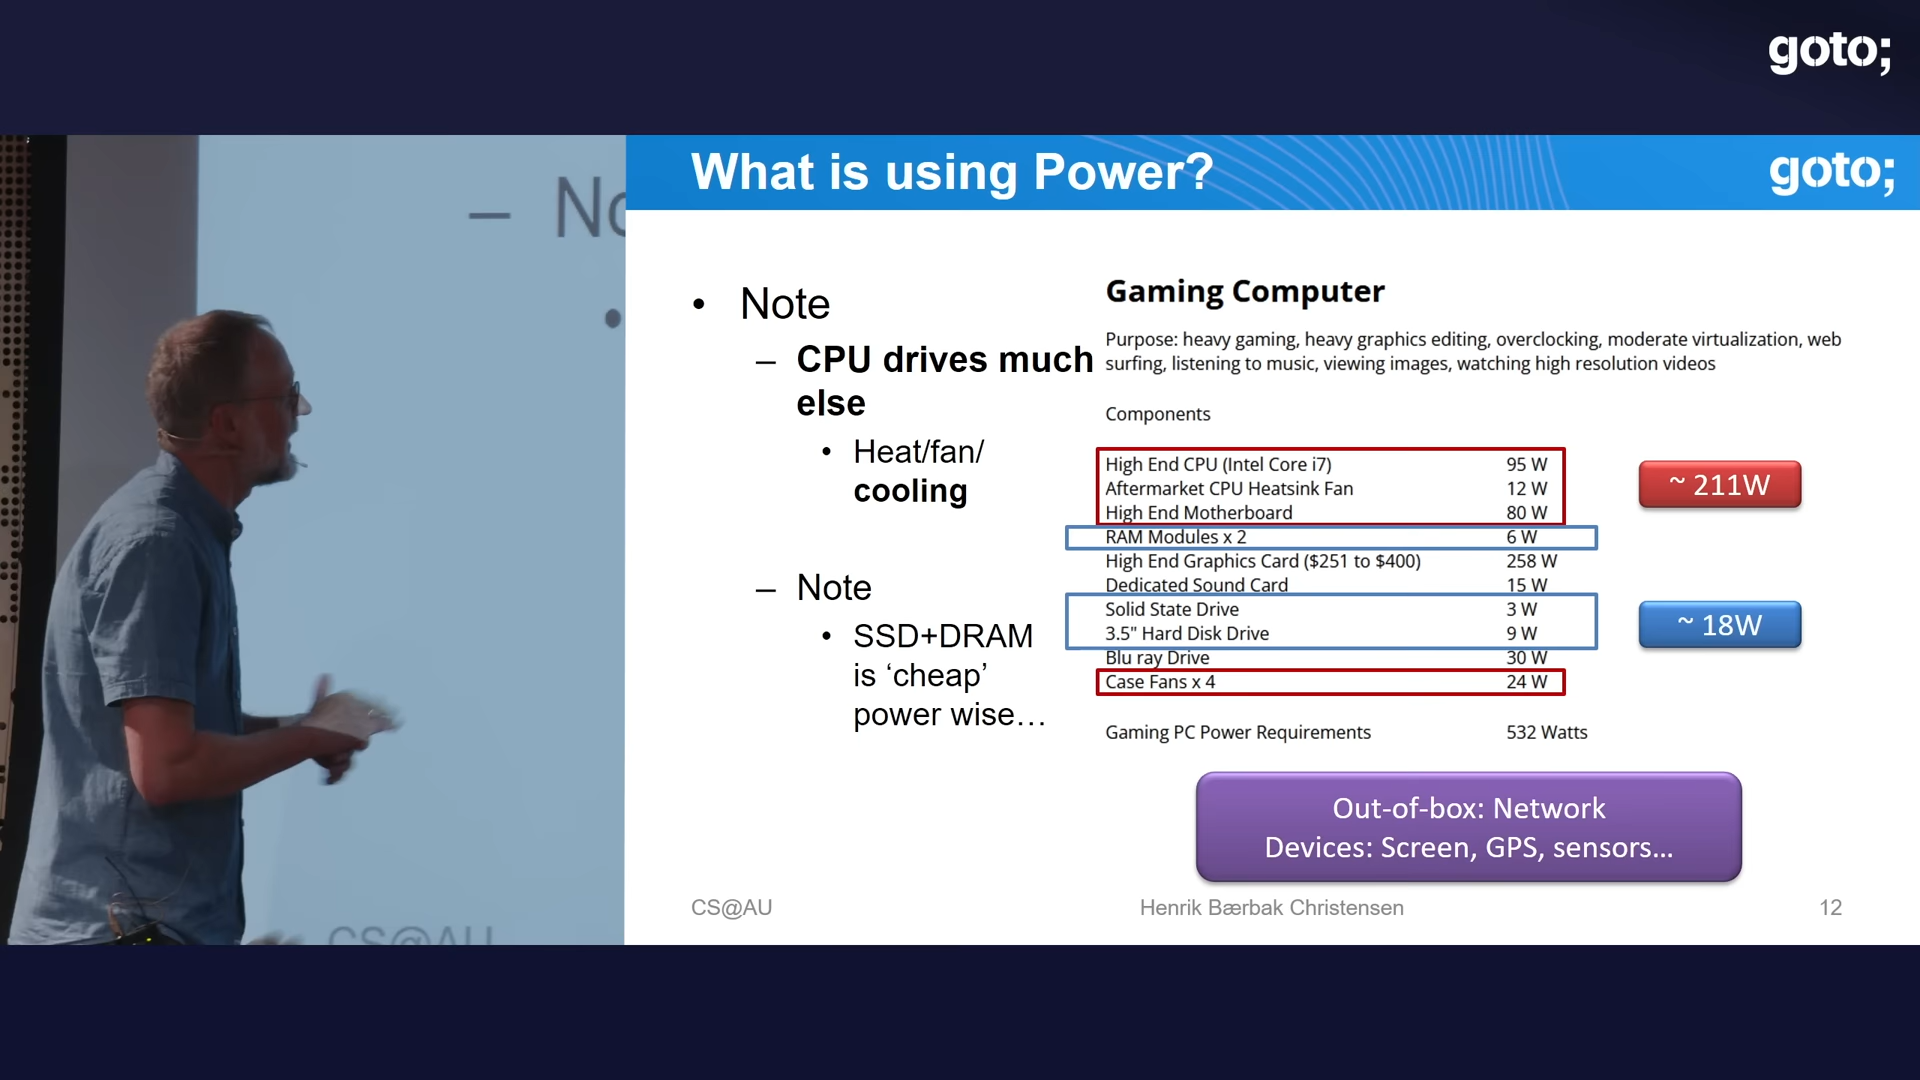 goto;
What is using Power?
goto;
– No
• Note
– CPU drives much
else
• Heat/fan/
cooling
– Note
• SSD+DRAM
is ‘cheap’
power wise…
Gaming Computer
Purpose: heavy gaming, heavy graphics editing, overclocking, moderate virtualization, web
surfing, listening to music, viewing images, watching high resolution videos
Components
High End CPU (Intel Core i7) 95 W
Aftermarket CPU Heatsink Fan 12 W
High End Motherboard 80 W
RAM Modules x 2 6 W
High End Graphics Card ($251 to $400) 258 W
Dedicated Sound Card 15 W
Solid State Drive 3 W
3.5" Hard Disk Drive 9 W
Blu ray Drive 30 W
Case Fans x 4 24 W
Gaming PC Power Requirements 532 Watts
~ 211W
~ 18W
Out-of-box: Network
Devices: Screen, GPS, sensors…
CS@AU
CS@AU Henrik Bærbak Christensen 12